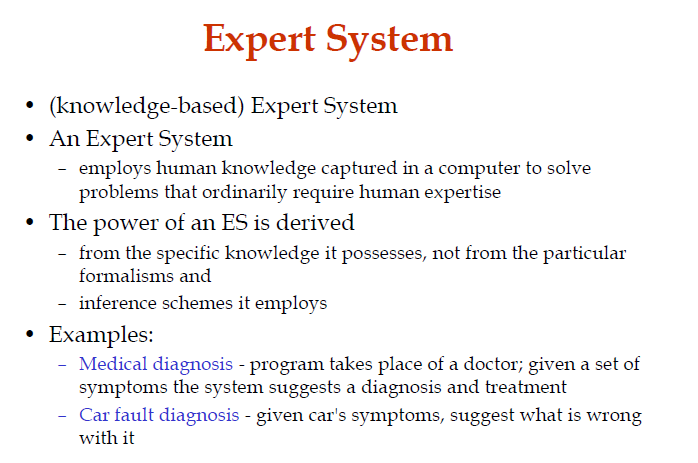 Expert System
• (knowledge-based) Expert System
• An Expert System
– employs human knowledge captured in a computer to solve
problems that ordinarily require human expertise
• The power of an ES is derived
– from the specific knowledge it possesses, not from the particular
formalisms and
– inference schemes it employs
• Examples:
– Medical diagnosis - program takes place of a doctor; given a set of
symptoms the system suggests a diagnosis and treatment
– Car fault diagnosis - given car's symptoms, suggest what is wrong
with it